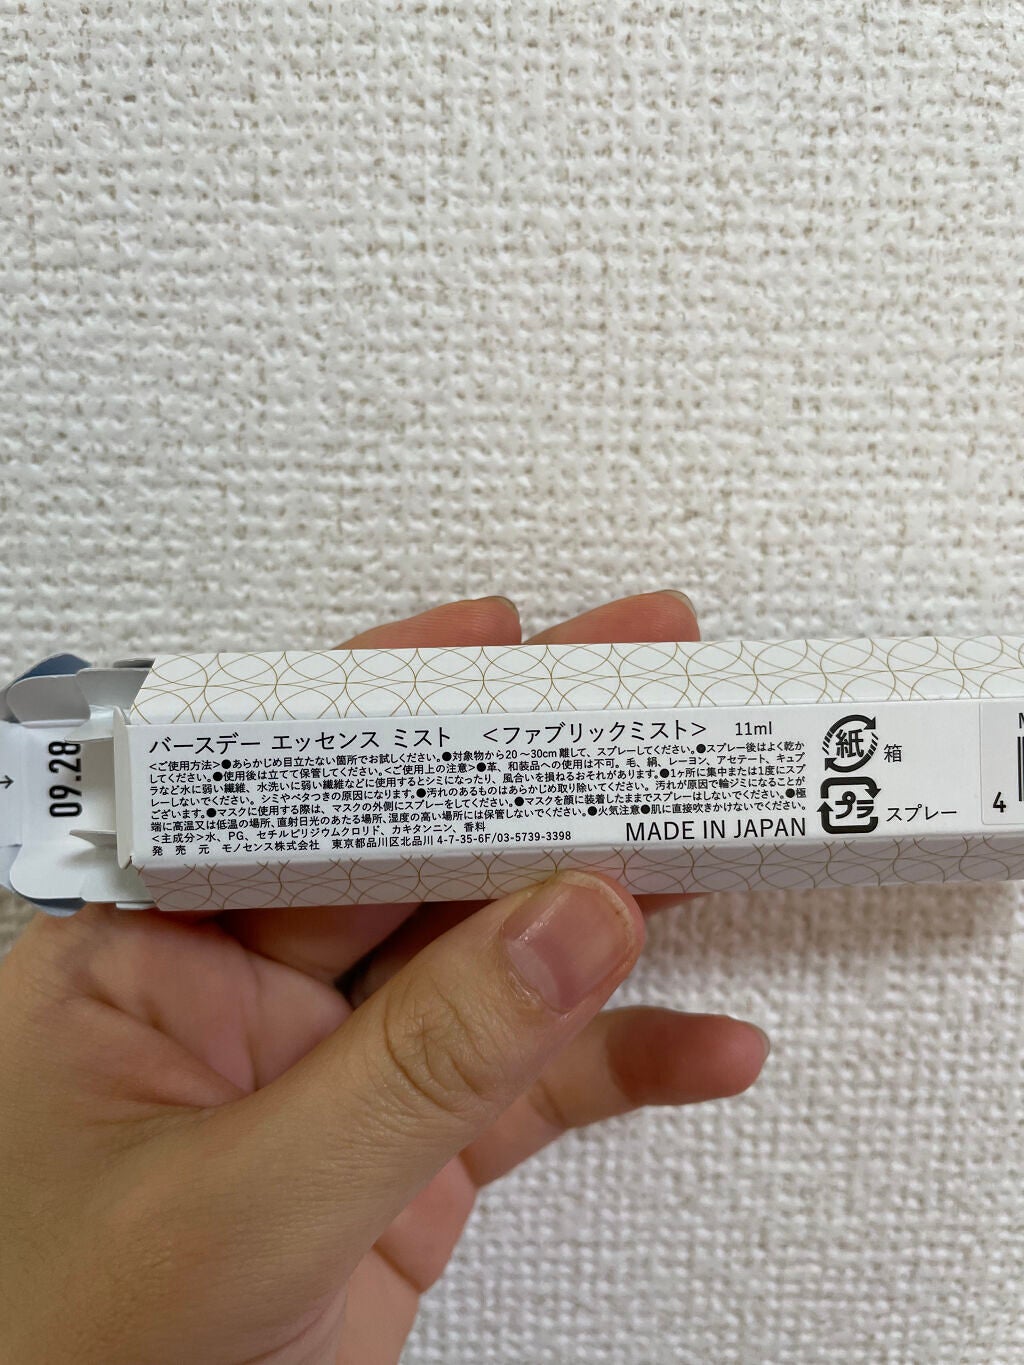 バースデー エッセンス ミスト ＜ファブリックミスト＞ 11ml
＜ご使用方法＞●あらかじめ目立たない箇所でお試しください。●対象物から20～30cm離して、スプレーしてください。●スプレー後はよく乾か
してください。●使用後は立てて保管してください。＜ご使用上の注意＞●革、和装品への使用は不可。毛、絹、レーヨン、アセテート、キュプ
ラなど水に弱い繊維、水洗いに弱い繊維などに使用するとシミになったり、風合いを損ねるおそれがあります。●1ヶ所に集中または1度にスプ
レーしないでください。シミやベタつきの原因になります。●汚れのあるものはあらかじめ取り除いてください。汚れが原因で輪ジミになることが
ございます。●マスクに使用する際は、マスクの外側にスプレーをしてください。●マスクを顔に装着したままでスプレーはしないでください。●極
端に高温又は低温の場所、直射日光のあたる場所、湿度の高い場所には保管しないでください。●火気注意●肌に直接吹きかけないでください。
＜主成分＞水、PG、セチルピリジウムクロリド、カキタンニン、香料
発 売 元 モノセンス株式会社 東京都品川区北品川 4-7-35-6F/03-5739-3398
MADE IN JAPAN
紙 箱
プラ スプレー
09.28
4